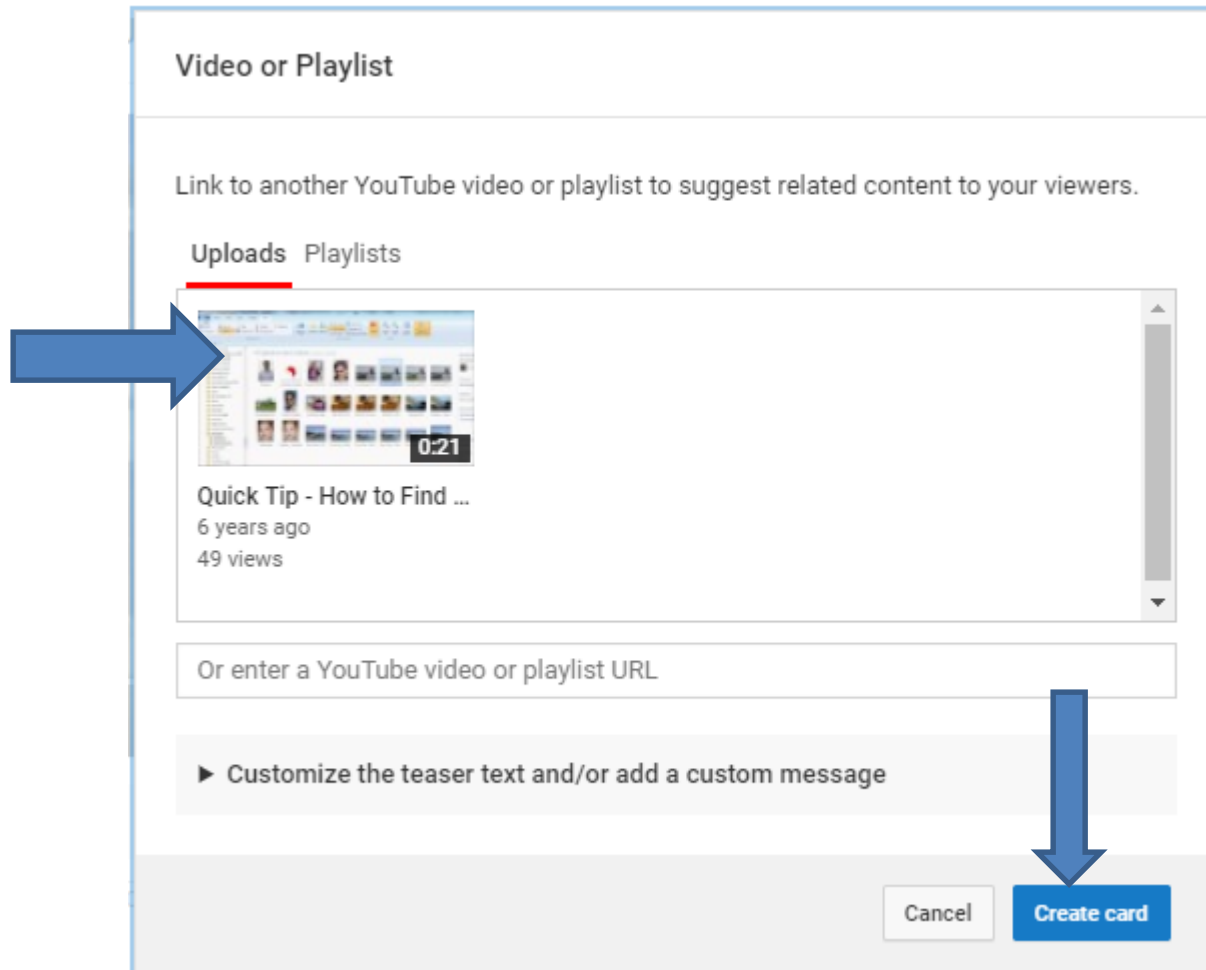 Video or Playlist
Link to another YouTube video or playlist to suggest related content to your viewers.
Uploads Playlists
0:21
Quick Tip - How to Find ...
6 years ago
49 views
Or enter a YouTube video or playlist URL
▶ Customize the teaser text and/or add a custom message
Cancel Create card